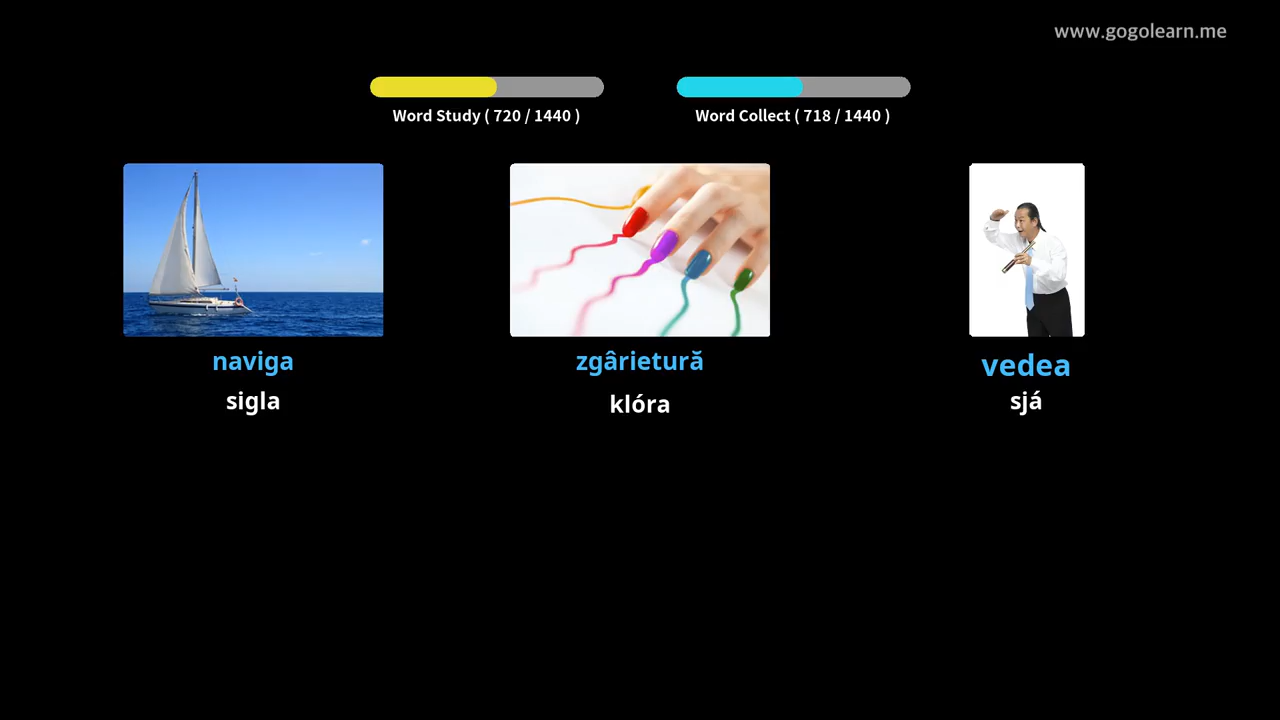 www.gogolearn.me
Word Study ( 720 / 1440 )
Word Collect ( 718 / 1440 )
naviga
sigla
zgârietură
klóra
vedea
sjá